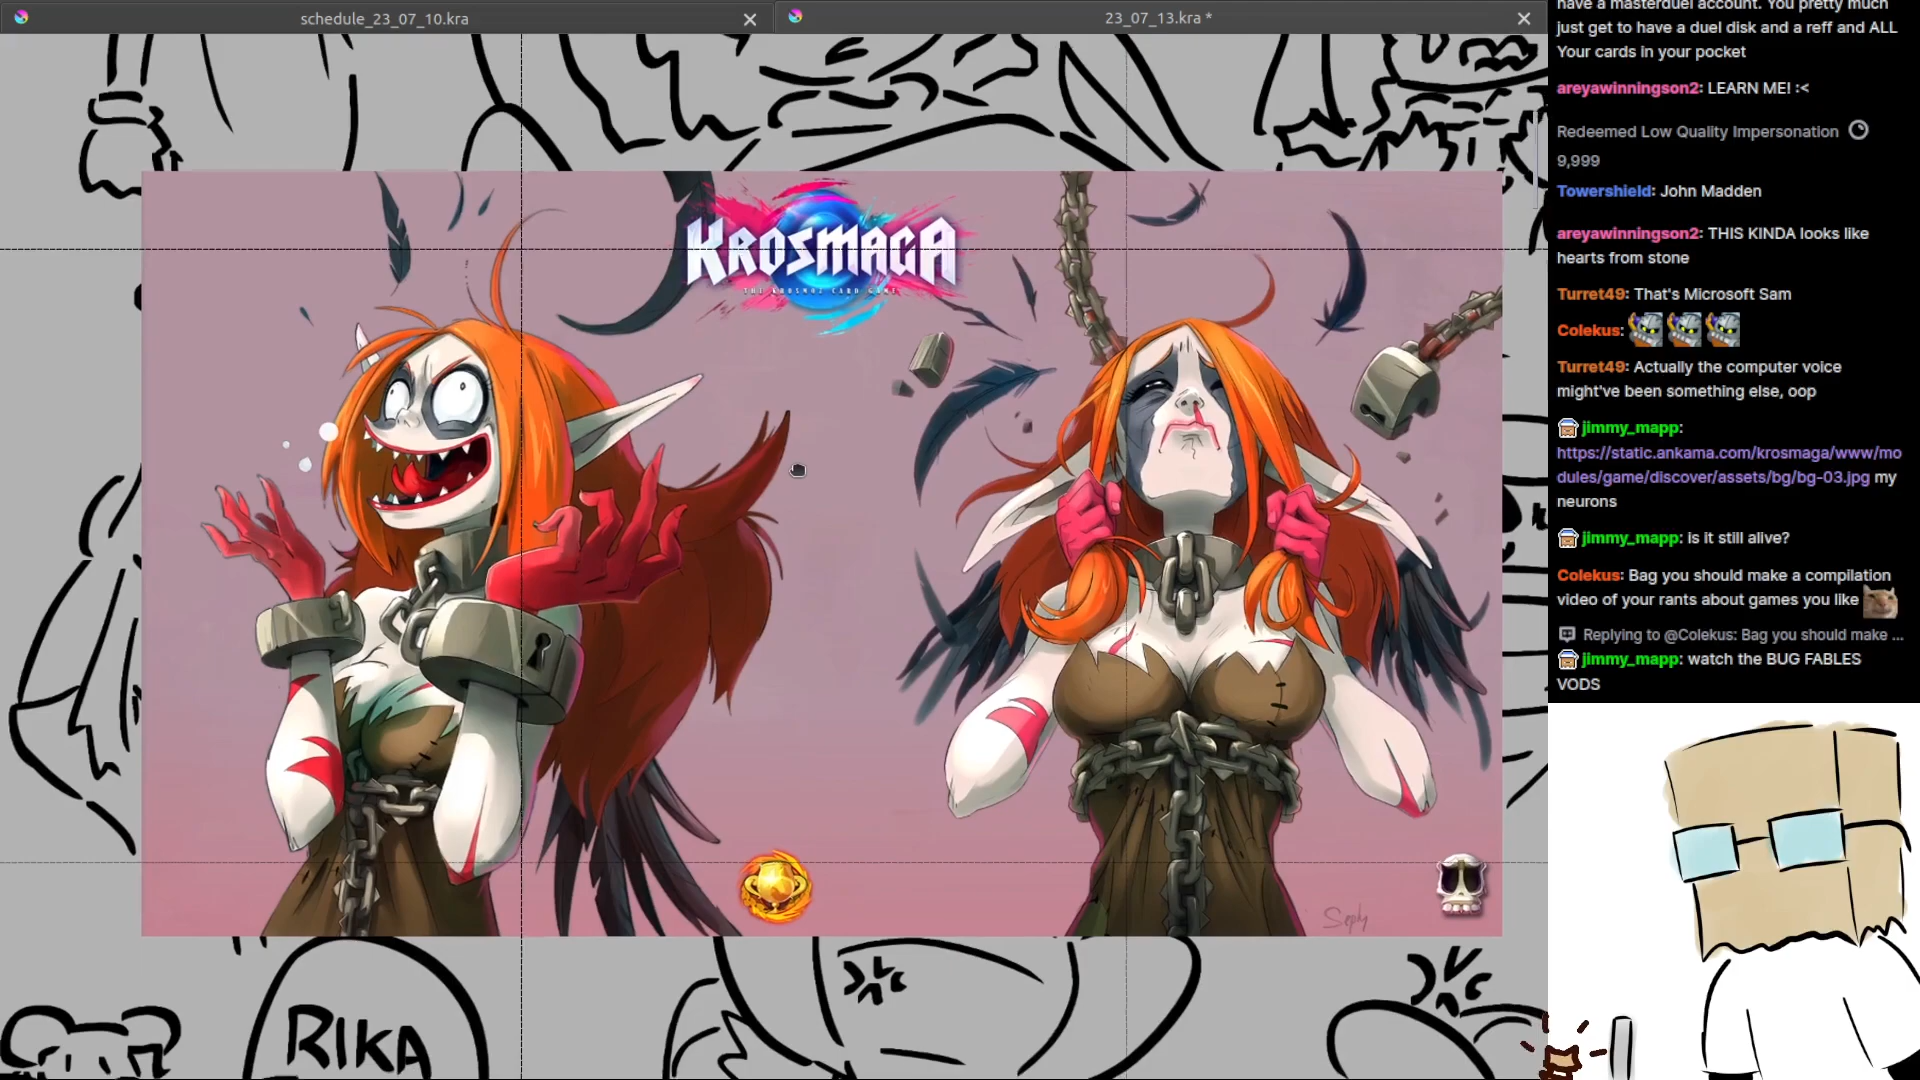 schedule_23_07_10.kra
23_07_13.kra *
have a masterduel account. You pretty much
just get to have a duel disk and a reff and ALL
Your cards in your pocket
areyawinningson2: LEARN ME! :<
Redeemed Low Quality Impersonation
9,999
Towershield: John Madden
areyawinningson2: THIS KINDA looks like
hearts from stone
Turret49: That's Microsoft Sam
Colekus:
Turret49: Actually the computer voice
might've been something else, oop
jimmy_mapp:
https://static.ankama.com/krosmaga/www/mo
dules/game/discover/assets/bg/bg-03.jpg my
neurons
jimmy_mapp: is it still alive?
Colekus: Bag you should make a compilation
video of your rants about games you like
Replying to @Colekus: Bag you should make ...
jimmy_mapp: watch the BUG FABLES
VODS
KROSMAGA
THE KROSMOZ CARD GAME
Seph
RIKA